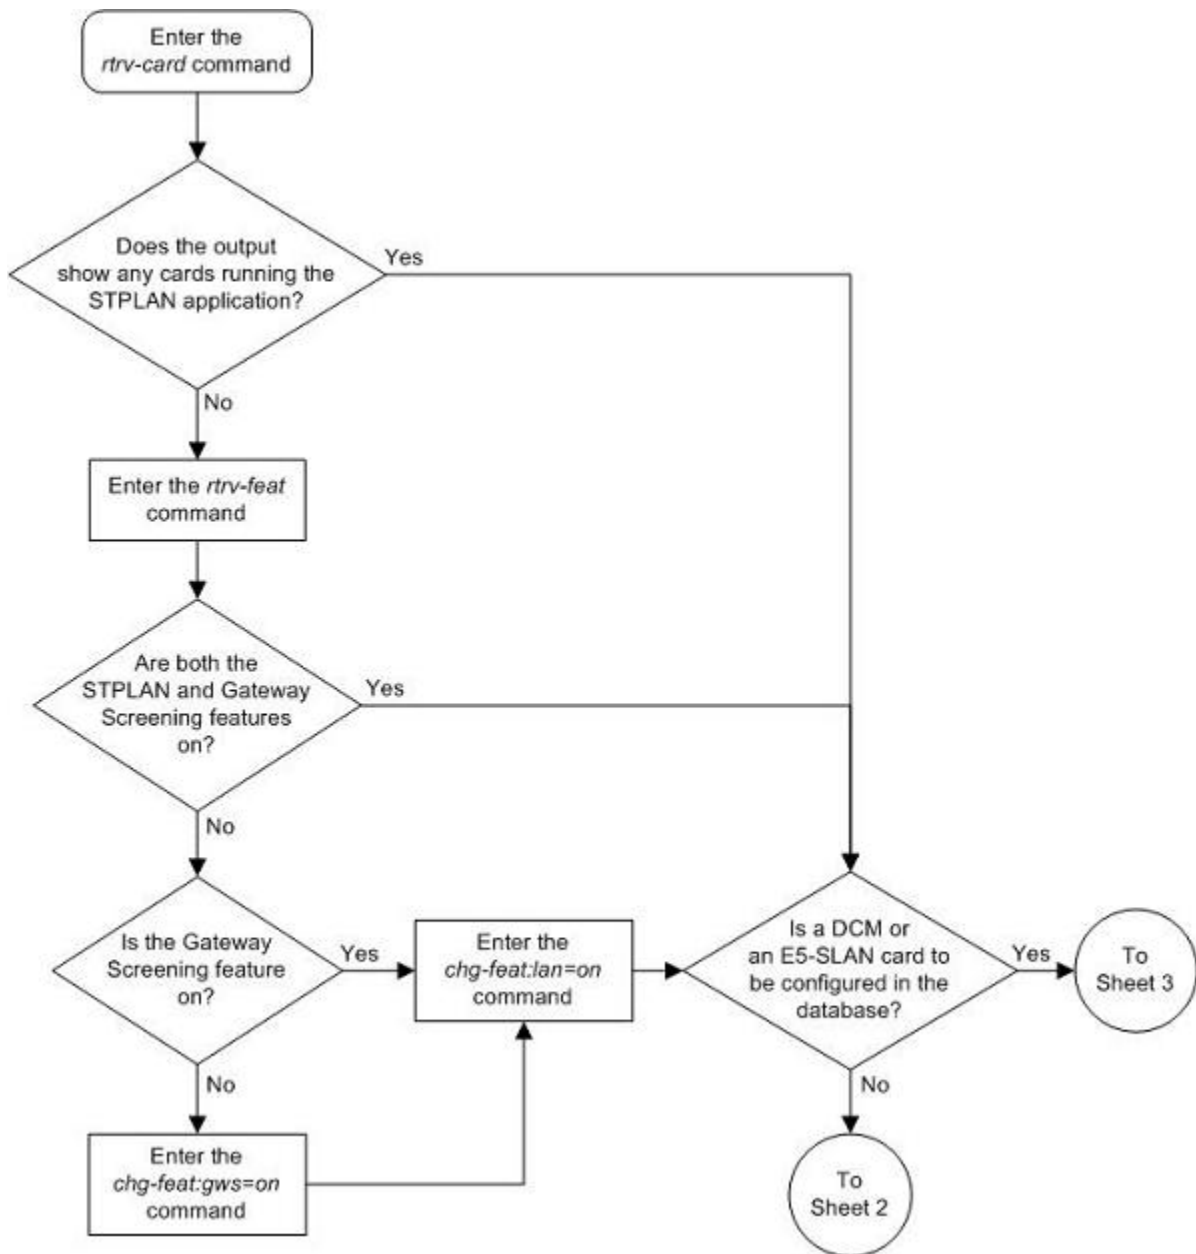 Enter the
rtrv-card command
Does the output
show any cards running the
STPLAN application?
Yes
No
Enter the rtrv-feat
command
Are both the
STPLAN and Gateway
Screening features
on?
Yes
No
Is the Gateway
Screening feature
on?
Yes
Enter the
chg-feat:lan=on
command
Is a DCM or
an E5-SLAN card to
be configured in the
database?
Yes
To
Sheet 3
No
No
Enter the
chg-feat:gws=on
command
To
Sheet 2